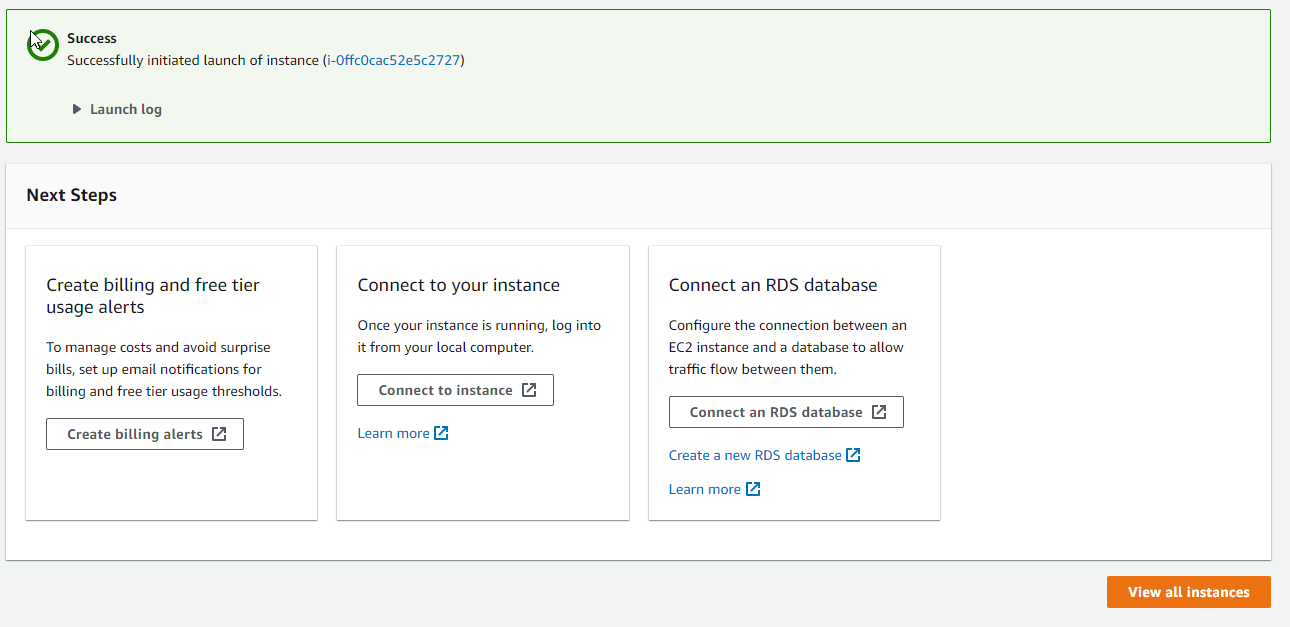 Success
Successfully initiated launch of instance (i-0ffc0cac52e5c2727)
Launch log
Next Steps
Create billing and free tier
usage alerts
To manage costs and avoid surprise
bills, set up email notifications for
billing and free tier usage thresholds.
Create billing alerts
Connect to your instance
Once your instance is running, log into
it from your local computer.
Connect to instance
Learn more
Connect an RDS database
Configure the connection between an
EC2 instance and a database to allow
traffic flow between them.
Connect an RDS database
Create a new RDS database
Learn more
View all instances